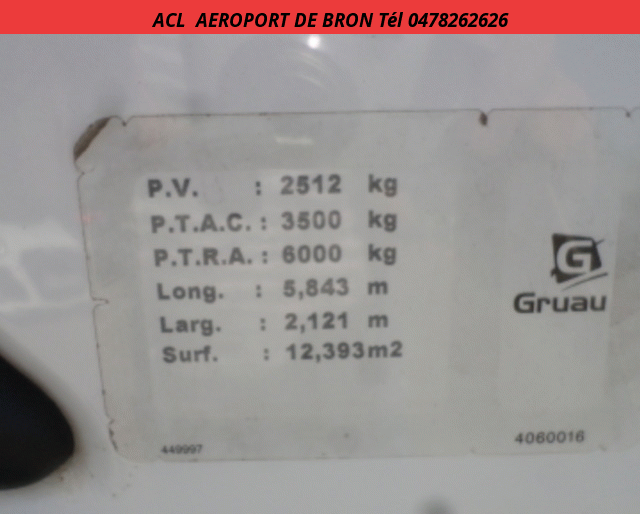 ACL AEROPORT DE BRON Tél 0478262626
P.V. : 2512 kg
P.T.A.C. : 3500 kg
P.T.R.A. : 6000 kg
Long. : 5,843 m
Larg. : 2,121 m
Surf. : 12,393m2
G
Gruau
449997
4060016